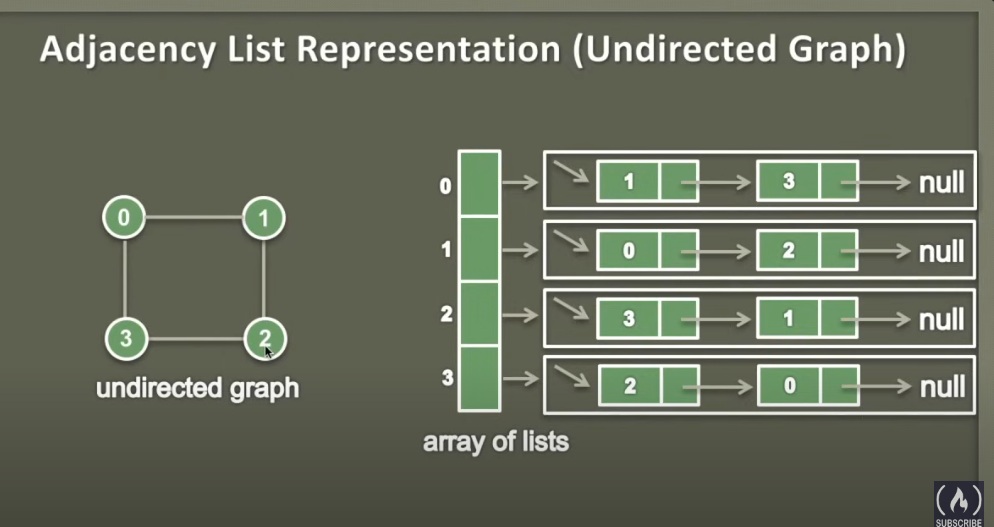 Adjacency List Representation (Undirected Graph)
0 1
3 2
undirected graph
0 1 3 null
1 0 2 null
2 3 1 null
3 2 0 null
array of lists
SUBSCRIBE